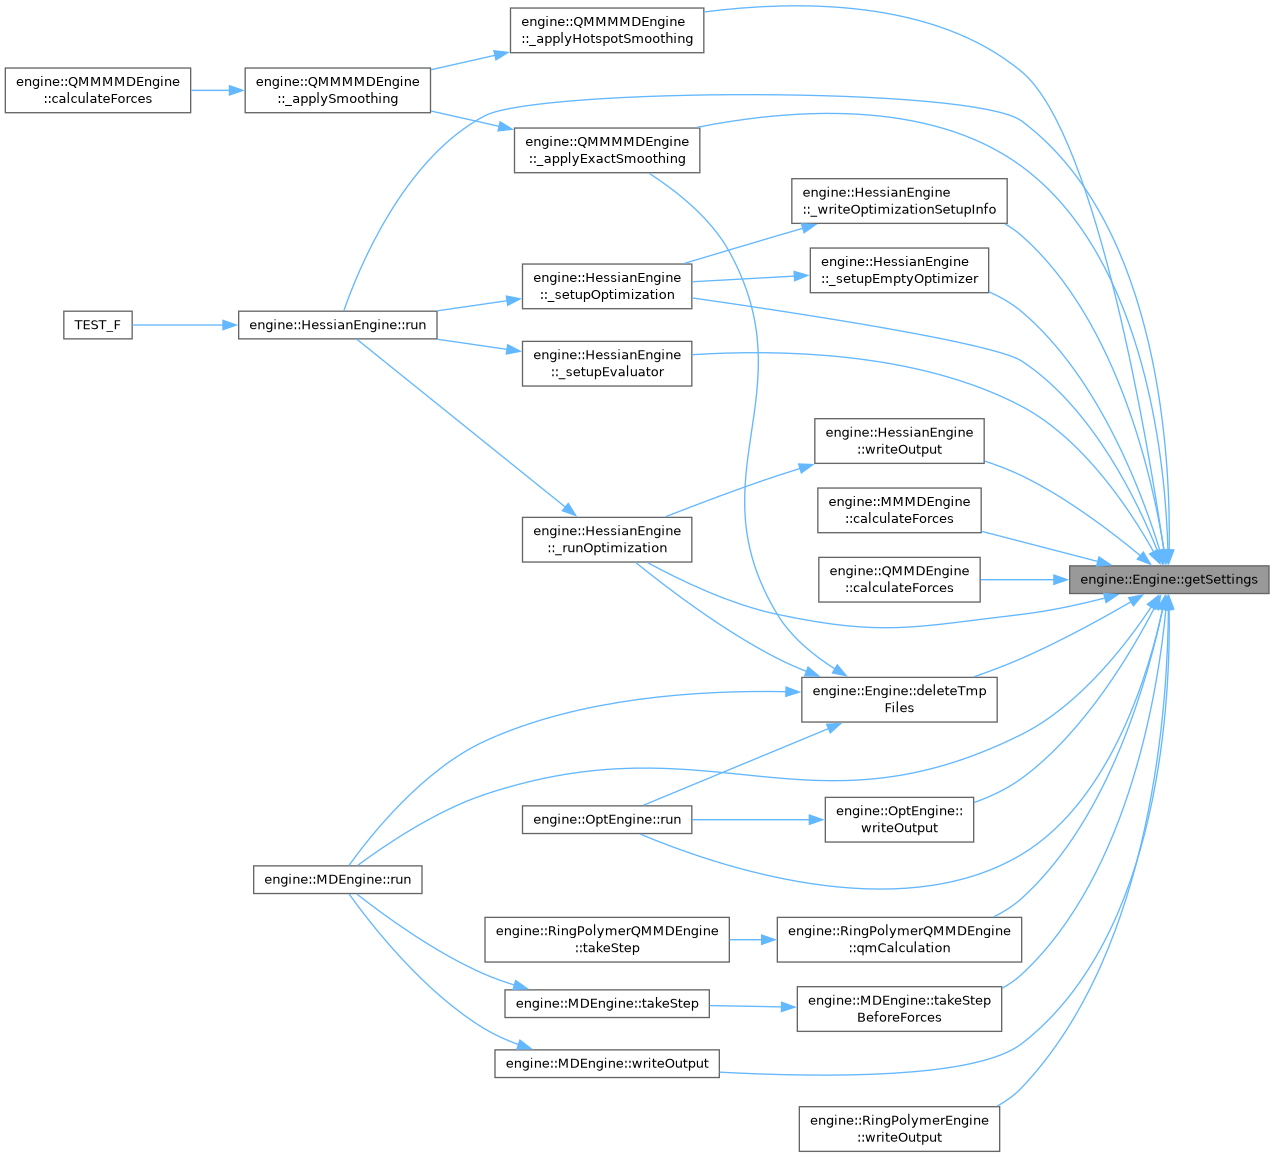 engine::QMMMMDEngine
::_applyHotspotSmoothing
engine::QMMMMDEngine
::calculateForces
engine::QMMMMDEngine
::_applySmoothing
engine::QMMMMDEngine
::_applyExactSmoothing
engine::HessianEngine
::_writeOptimizationSetupInfo
engine::HessianEngine
::_setupEmptyOptimizer
engine::HessianEngine
::_setupOptimization
TEST_F
engine::HessianEngine::run
engine::HessianEngine
::_setupEvaluator
engine::HessianEngine
::writeOutput
engine::MMMDEngine
::calculateForces
engine::HessianEngine
::_runOptimization
engine::QMMDEngine
::calculateForces
engine::Engine::getSettings
engine::Engine::deleteTmp
Files
engine::OptEngine::run
engine::OptEngine::
writeOutput
engine::MDEngine::run
engine::RingPolymerQMMDEngine
::takeStep
engine::RingPolymerQMMDEngine
::qmCalculation
engine::MDEngine::takeStep
engine::MDEngine::takeStep
BeforeForces
engine::MDEngine::writeOutput
engine::RingPolymerEngine
::writeOutput